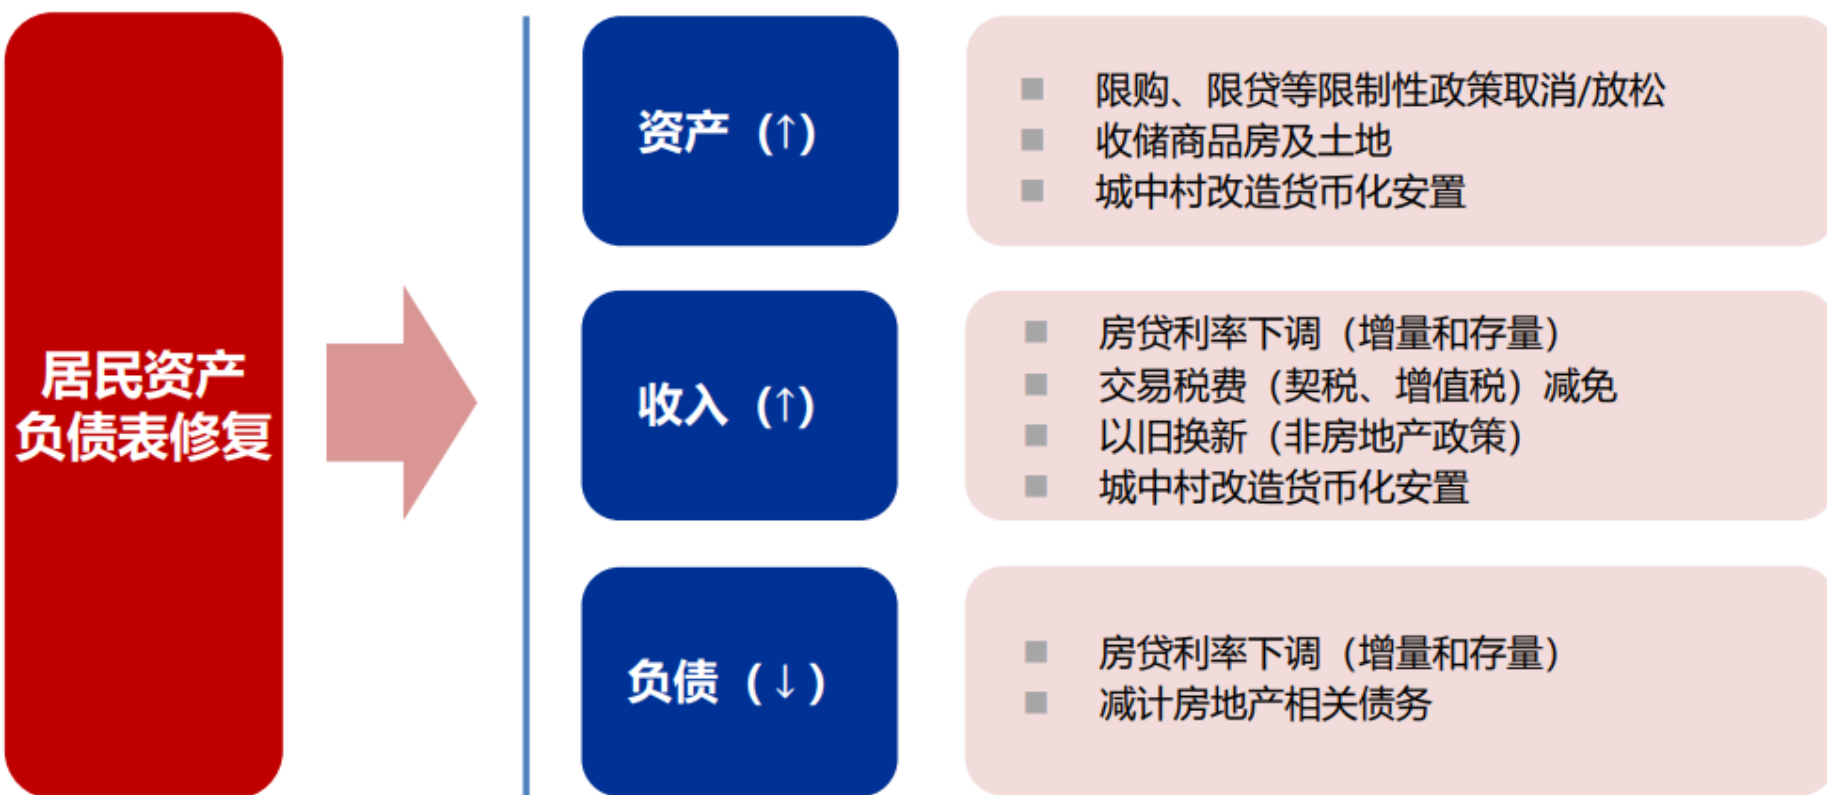 居民资产
负债表修复
资产（↑）
限购、限贷等限制性政策取消/放松
收储商品房及土地
城中村改造货币化安置
收入（↑）
房贷利率下调（增量和存量）
交易税费（契税、增值税）减免
以旧换新（非房地产政策）
城中村改造货币化安置
负债（↓）
房贷利率下调（增量和存量）
减计房地产相关债务